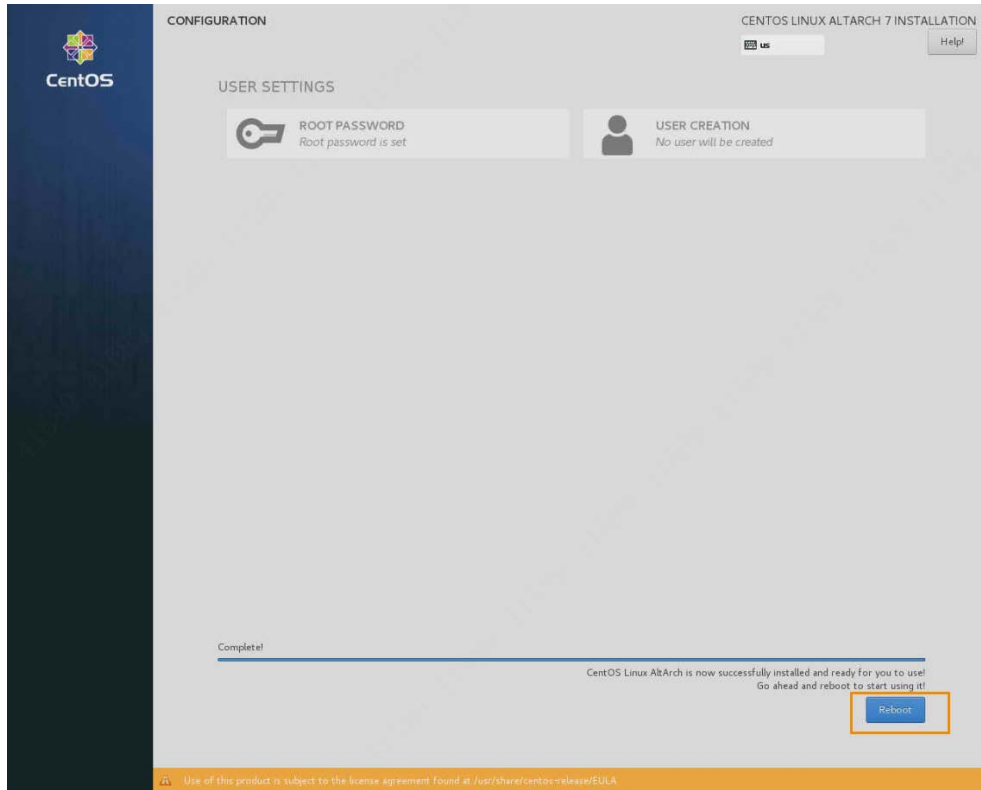 CONFIGURATION
CENTOS LINUX ALTARCH 7 INSTALLATION
us
Help!
CentOS
USER SETTINGS
ROOT PASSWORD
Root password is set
USER CREATION
No user will be created
Complete!
CentOS Linux AltArch is now successfully installed and ready for you to use!
Go ahead and reboot to start using it!
Reboot
Use of this product is subject to the license agreement found at /usr/share/centos-release/EULA